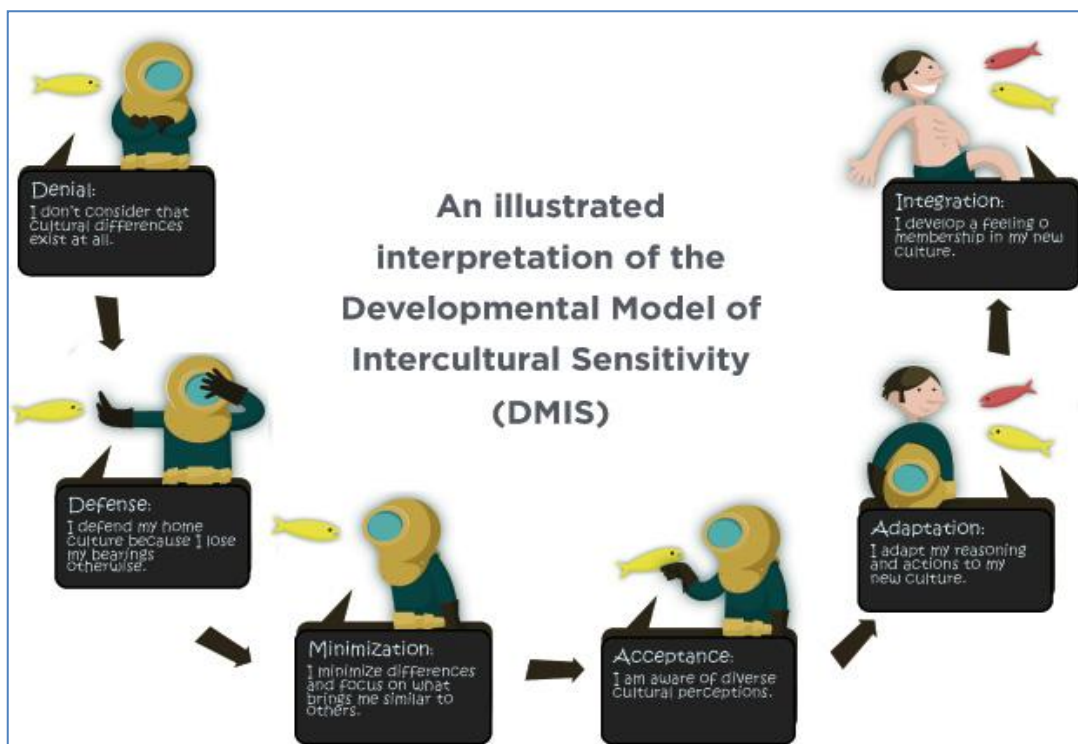 An illustrated
interpretation of the
Developmental Model of
Intercultural Sensitivity
(DMIS)
Denial:
I don't consider that
cultural differences
exist at all.
Defense:
I defend my home
culture because I lose
my bearings
otherwise.
Minimization:
I minimize differences
and focus on what
brings me similar to
others.
Acceptance:
I am aware of diverse
cultural perceptions.
Adaptation:
I adapt my reasoning
and actions to my
new culture.
Integration:
I develop a feeling o
membership in my new
culture.